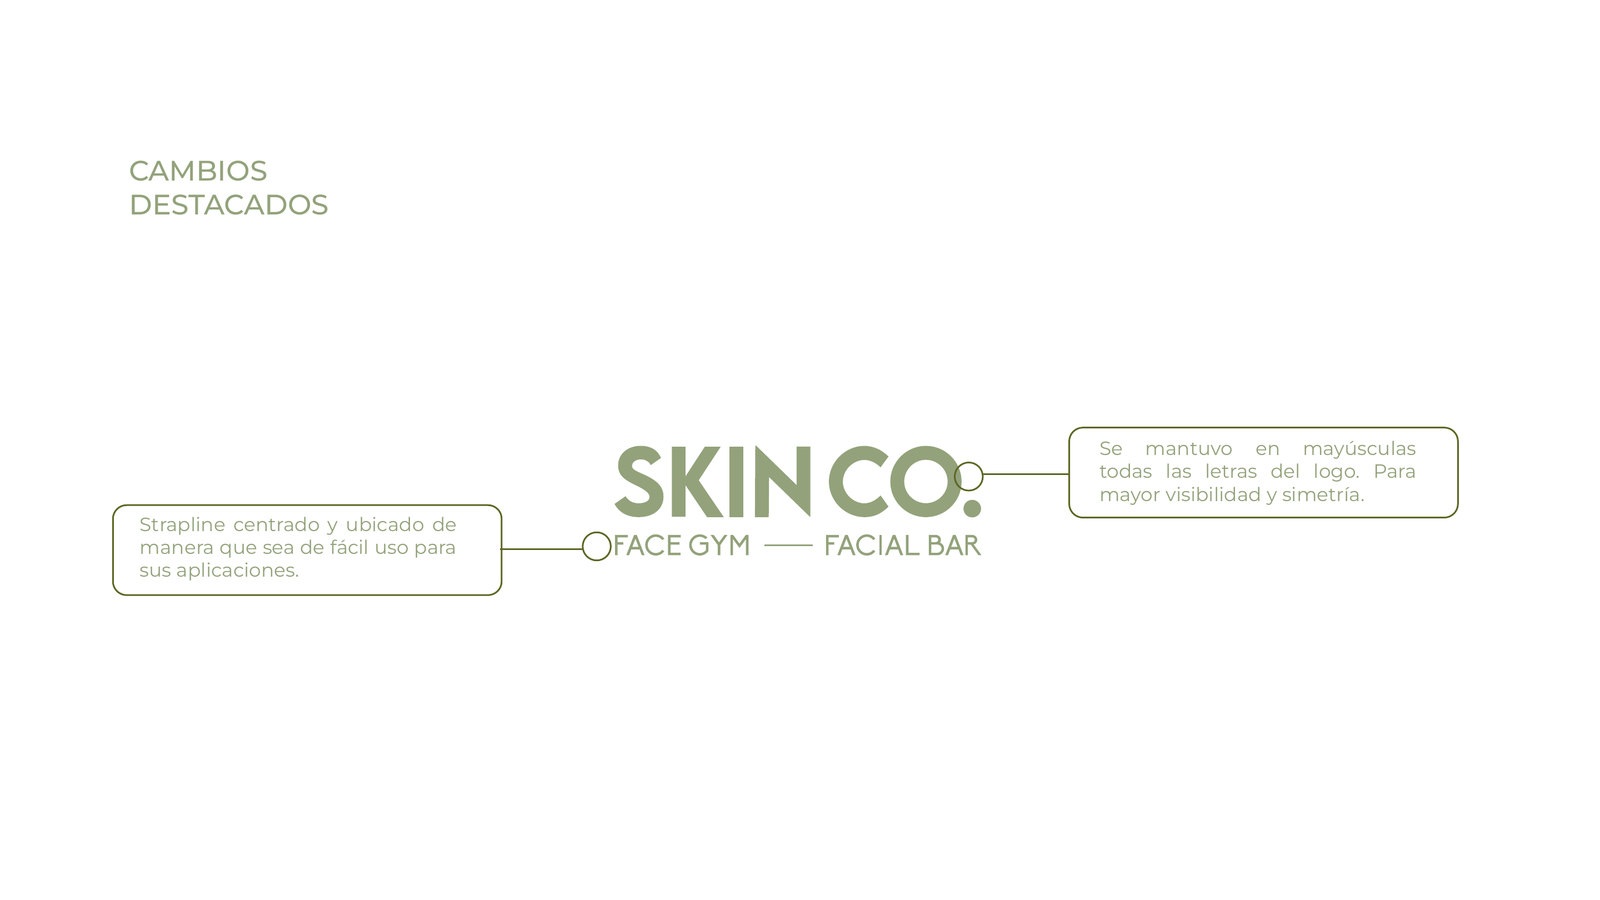 CAMBIOS
DESTACADOS
SKIN CO.
FACE GYM — FACIAL BAR
Se mantuvo en mayúsculas
todas las letras del logo. Para
mayor visibilidad y simetría.
Strapline centrado y ubicado de
manera que sea de fácil uso para
sus aplicaciones.